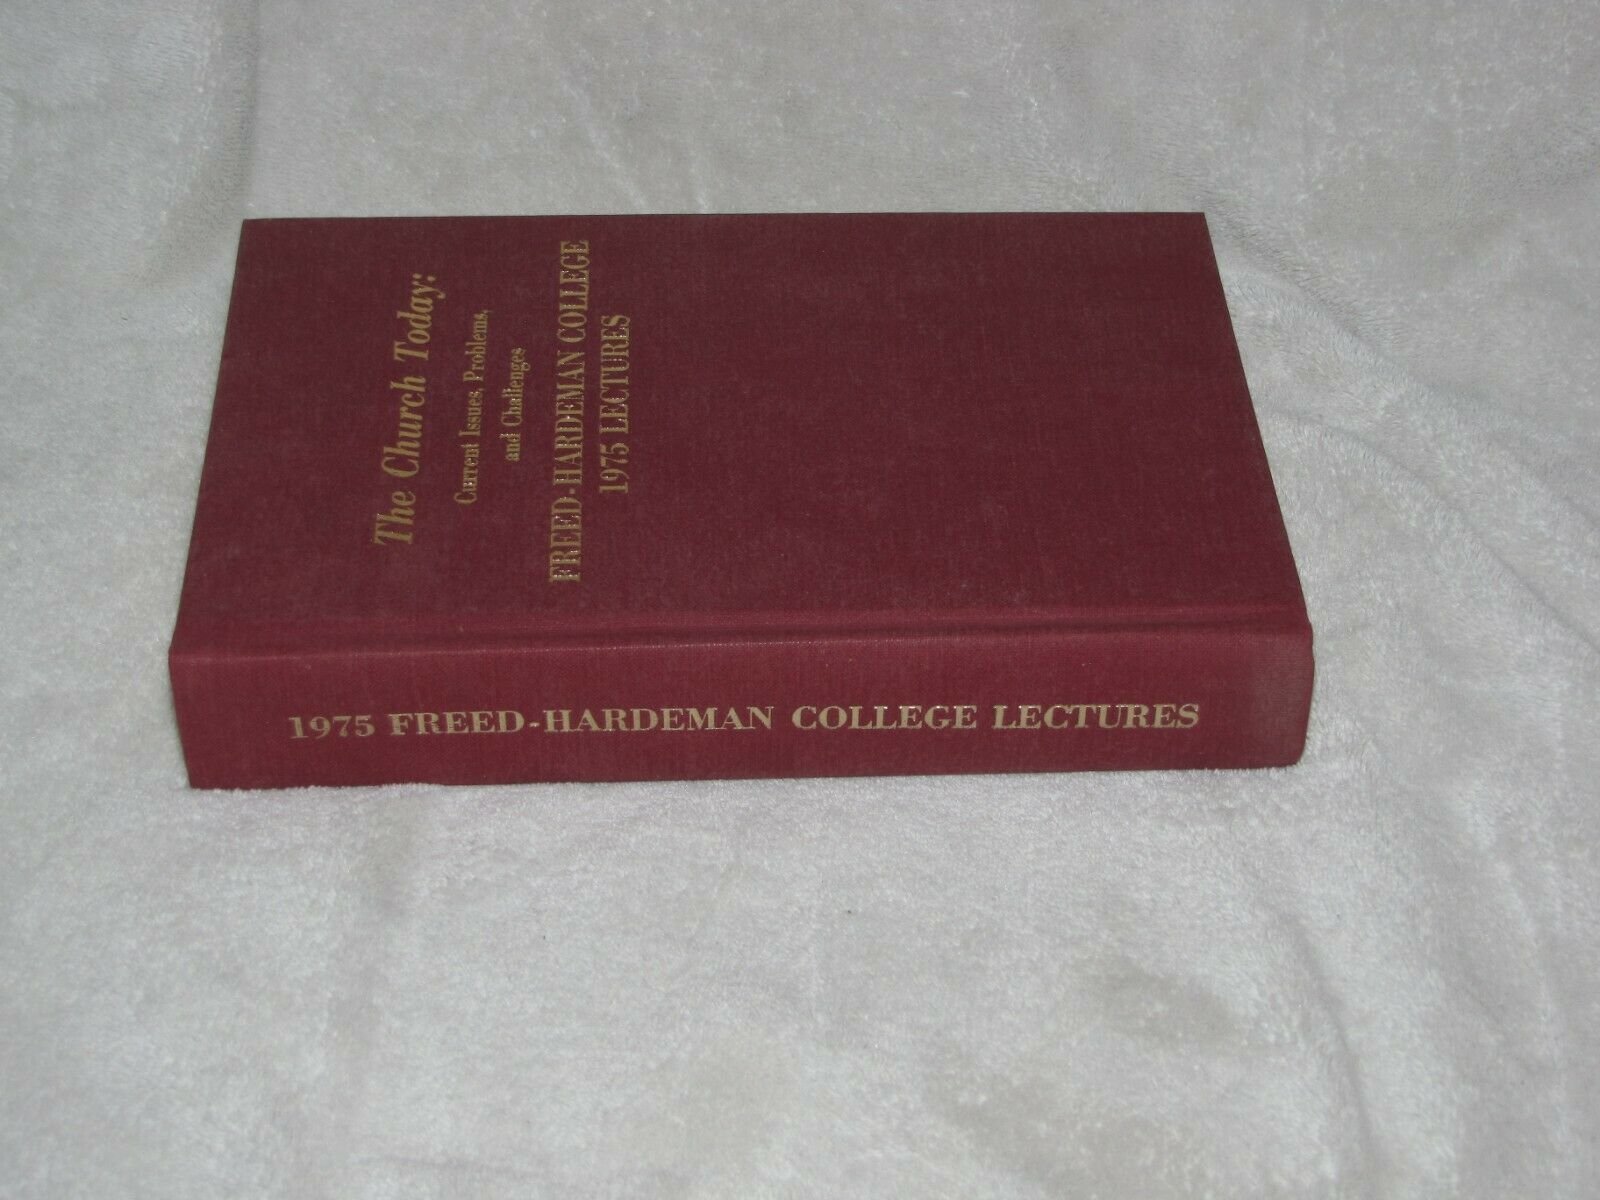 The Church Today:
Current Issues, Problems,
and Challenges
FREED-HARDEMAN COLLEGE
1975 LECTURES
1975 FREED-HARDEMAN COLLEGE LECTURES